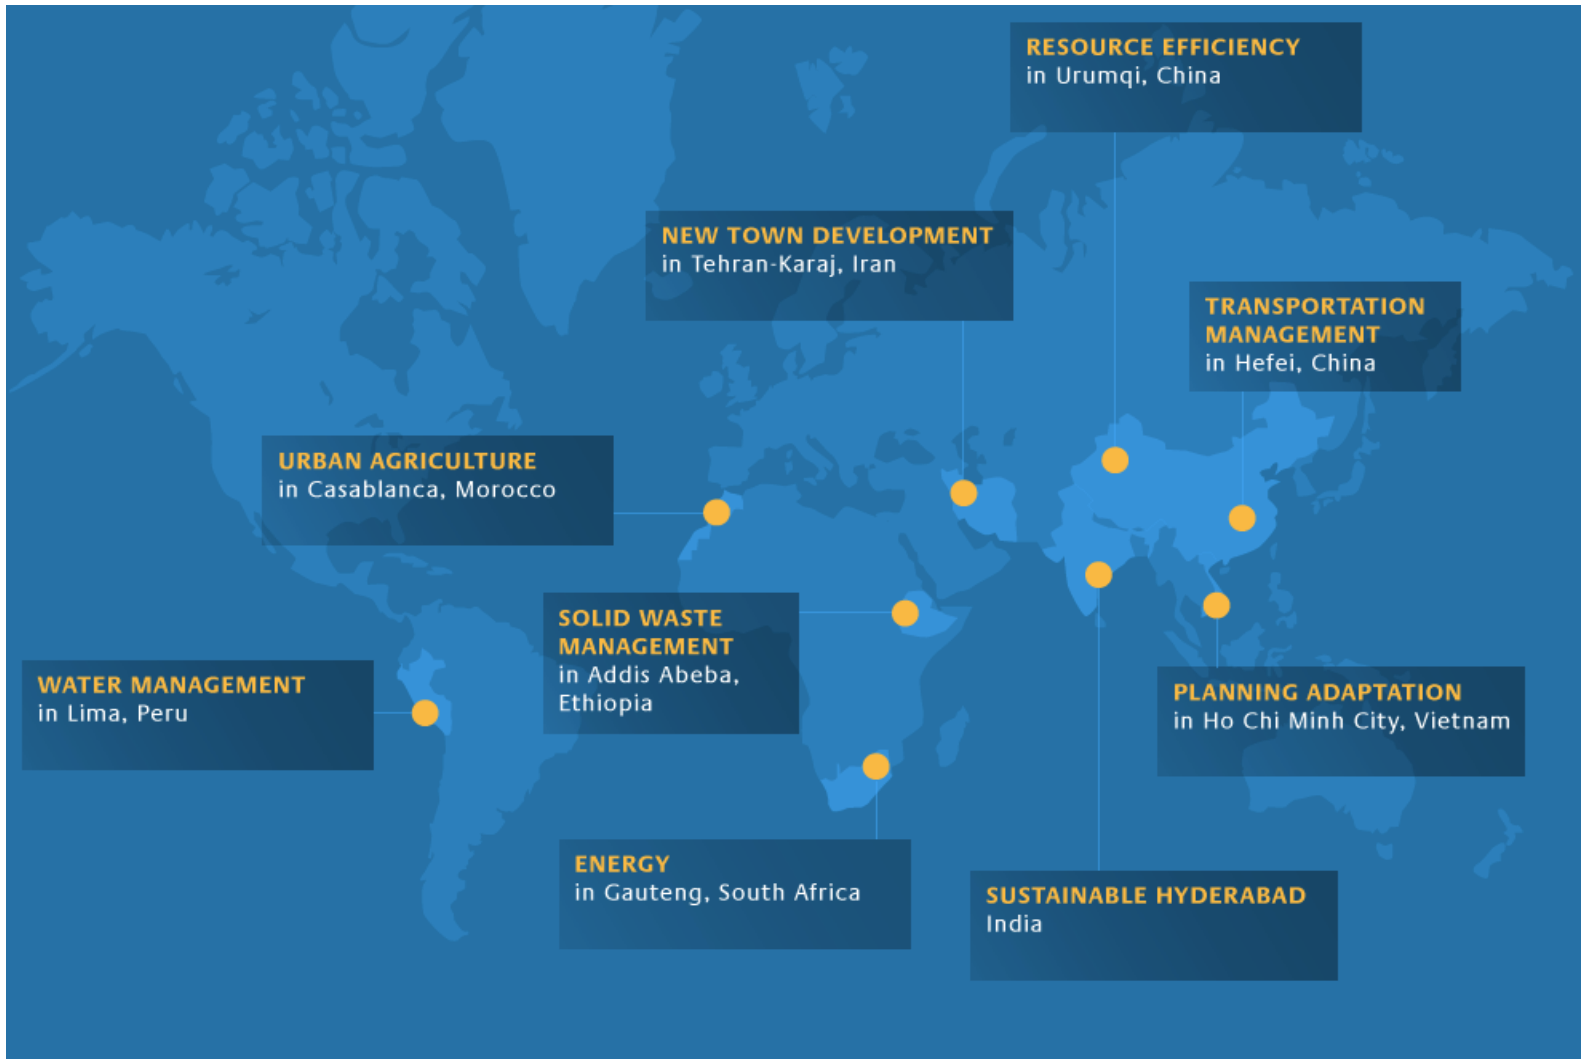 RESOURCE EFFICIENCY
in Urumqi, China
NEW TOWN DEVELOPMENT
in Tehran-Karaj, Iran
TRANSPORTATION
MANAGEMENT
in Hefei, China
URBAN AGRICULTURE
in Casablanca, Morocco
SOLID WASTE
MANAGEMENT
in Addis Abeba,
Ethiopia
WATER MANAGEMENT
in Lima, Peru
PLANNING ADAPTATION
in Ho Chi Minh City, Vietnam
ENERGY
in Gauteng, South Africa
SUSTAINABLE HYDERABAD
India